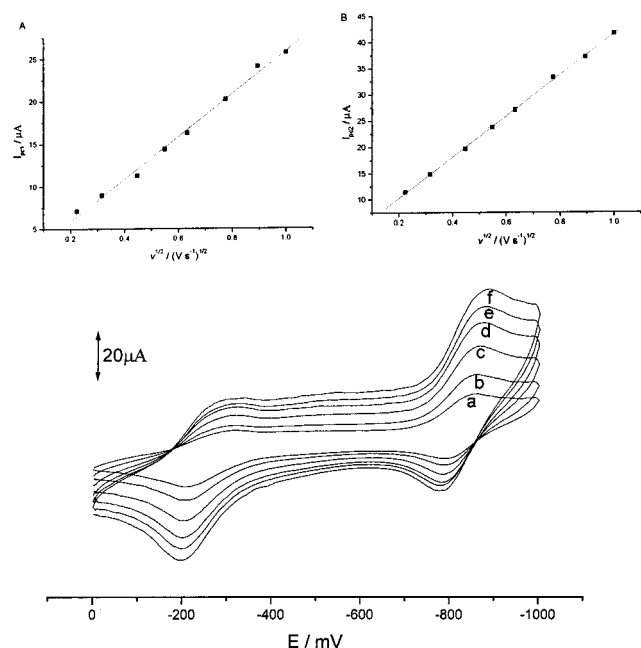 A
25
20
15
10
5
I_pc1 / µA
0.2 0.4 0.6 0.8 1.0
v^1/2 / (V s^-1)^1/2
B
45
40
35
30
25
20
15
10
I_pc2 / µA
0.2 0.4 0.6 0.8 1.0
v^1/2 / (V s^-1)^1/2
20µA
f
e
d
c
b
a
0 -200 -400 -600 -800 -1000
E / mV